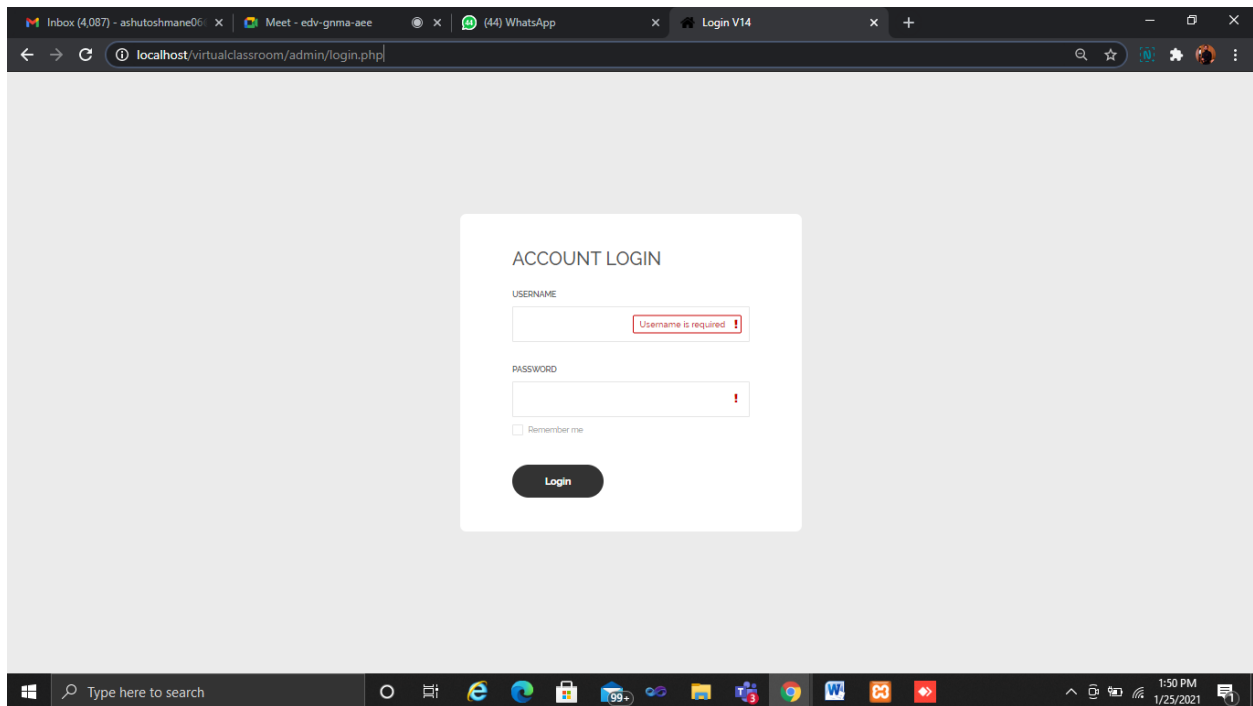 Inbox (4,087) - ashutoshmane06
Meet - edv-gnma-aee
(44) WhatsApp
Login V14
localhost/virtualclassroom/admin/login.php
ACCOUNT LOGIN
USERNAME
Username is required !
PASSWORD
!
Remember me
Login
Type here to search
99+
3
1:50 PM
1/25/2021
1